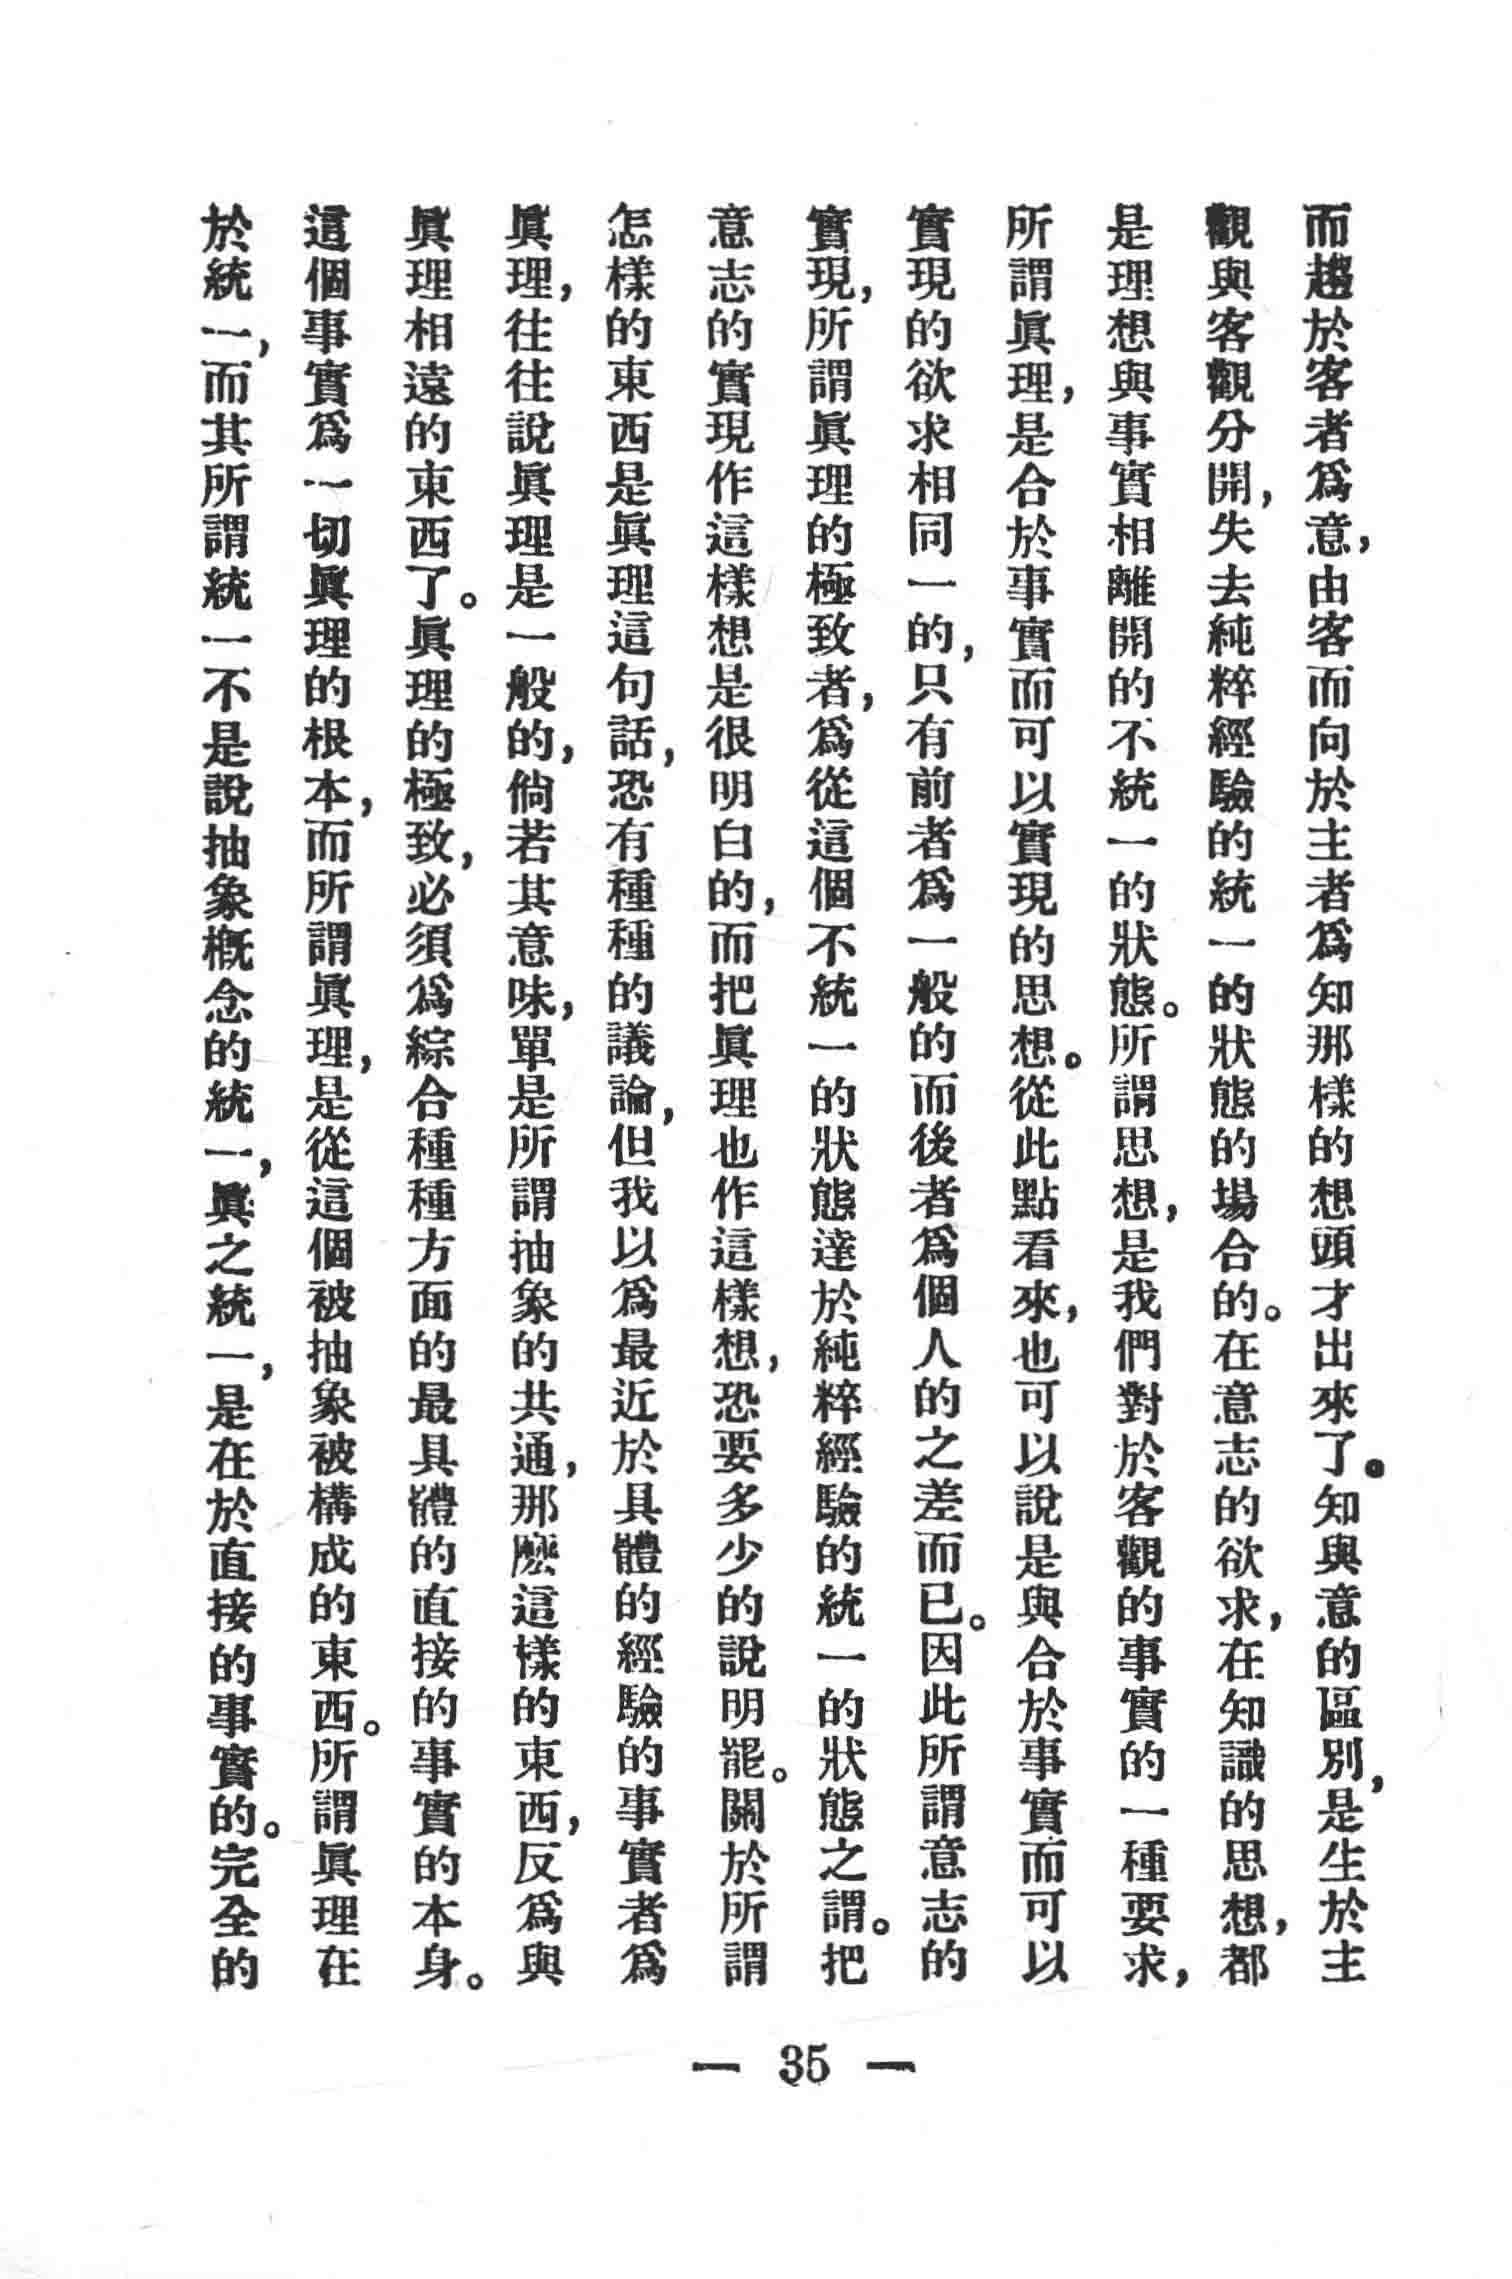 而趨於客者爲意，由客而向於主者爲知那樣的想頭才出來了。知與意的區別，是生於主
觀與客觀分開，失去純粹經驗的統一的狀態的場合的。在意志的欲求，在知識的思想，都
是理想與事實相離開的不統一的狀態。所謂思想，是我們對於客觀的事實的一種要求，
所謂眞理，是合於事實而可以實現的思想。從此點看來，也可以說是與合於事實而可以
實現的欲求相同一的，只有前者爲一般的而後者爲個人的之差而已。因此所謂意志的
實現，所謂眞理的極致者，爲從這個不統一的狀態達於純粹經驗的統一的狀態之謂。把
意志的實現作這樣想是很明白的，而把眞理也作這樣想，恐要多少的說明罷。關於所謂
怎樣的東西是眞理這句話，恐有種種的議論，但我以爲最近於具體的經驗的事實者爲
眞理，往往說眞理是一般的，倘若其意味，單是所謂抽象的共通，那麽這樣的東西，反爲與
眞理相遠的東西了。眞理的極致，必須爲綜合種種方面的最具體的直接的事實的本身。
這個事實爲一切眞理的根本，而所謂眞理，是從這個被抽象被構成的東西。所謂眞理在
於統一，而其所謂統一不是說抽象概念的統一，眞之統一，是在於直接的事實的。完全的
— 35 —